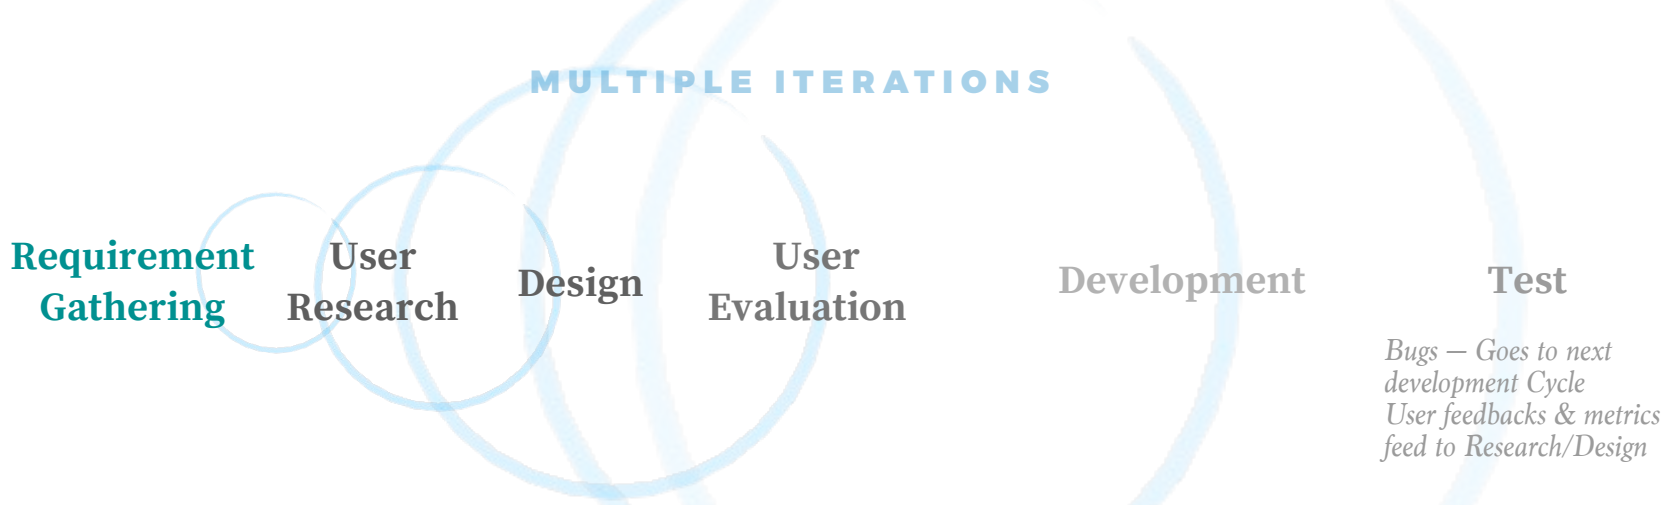 MULTIPLE ITERATIONS
Requirement
Gathering
User
Research
Design
User
Evaluation
Development
Test
Bugs — Goes to next
development Cycle
User feedbacks & metrics
feed to Research/Design